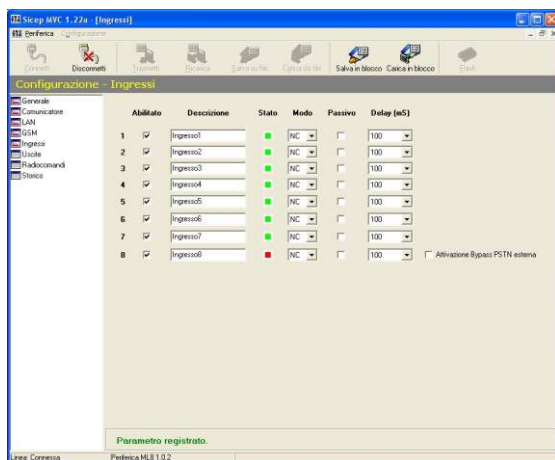 Sicep MVC 1.22a - [Ingressi]
Periferica Configurazione
Connetti Disconnetti Trasmetti Ricarica Salva su file Carica da file Salva in blocco Carica in blocco Flash
Configurazione - Ingressi
Generale
Comunicatore
LAN
GSM
Ingressi
Uscite
Radiocomandi
Storico
Abilitato Descrizione Stato Modo Passivo Delay (mS)
1 Ingresso1 NC 100
2 Ingresso2 NC 100
3 Ingresso3 NC 100
4 Ingresso4 NC 100
5 Ingresso5 NC 100
6 Ingresso6 NC 100
7 Ingresso7 NC 100
8 Ingresso8 NC 100 Attivazione Bypass PSTN esterna
Parametro registrato.
Linea: Connessa Periferica ML8 1.0.2